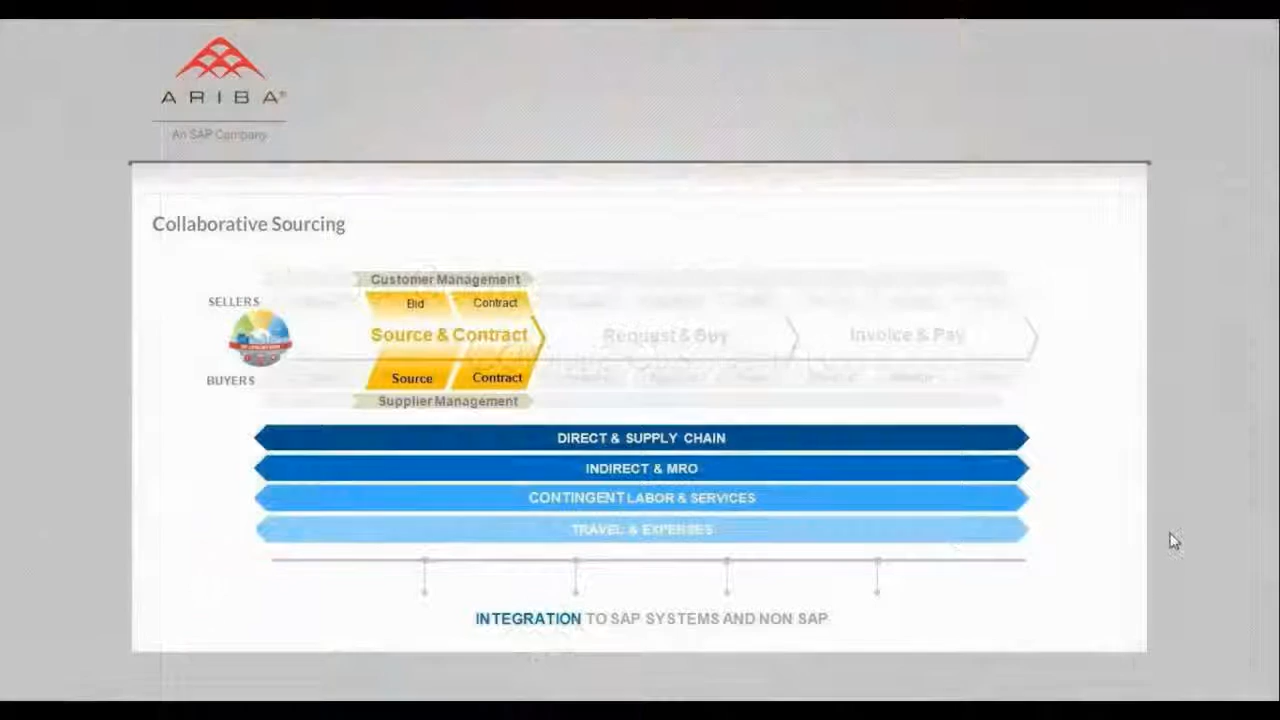 ARIBA®
An SAP Company
Collaborative Sourcing
Customer Management
SELLERS
Bid Contract
Source & Contract Request & Buy Invoice & Pay
BUYERS
Source Contract
Supplier Management
DIRECT & SUPPLY CHAIN
INDIRECT & MRO
CONTINGENT LABOR & SERVICES
TRAVEL & EXPENSES
INTEGRATION TO SAP SYSTEMS AND NON SAP